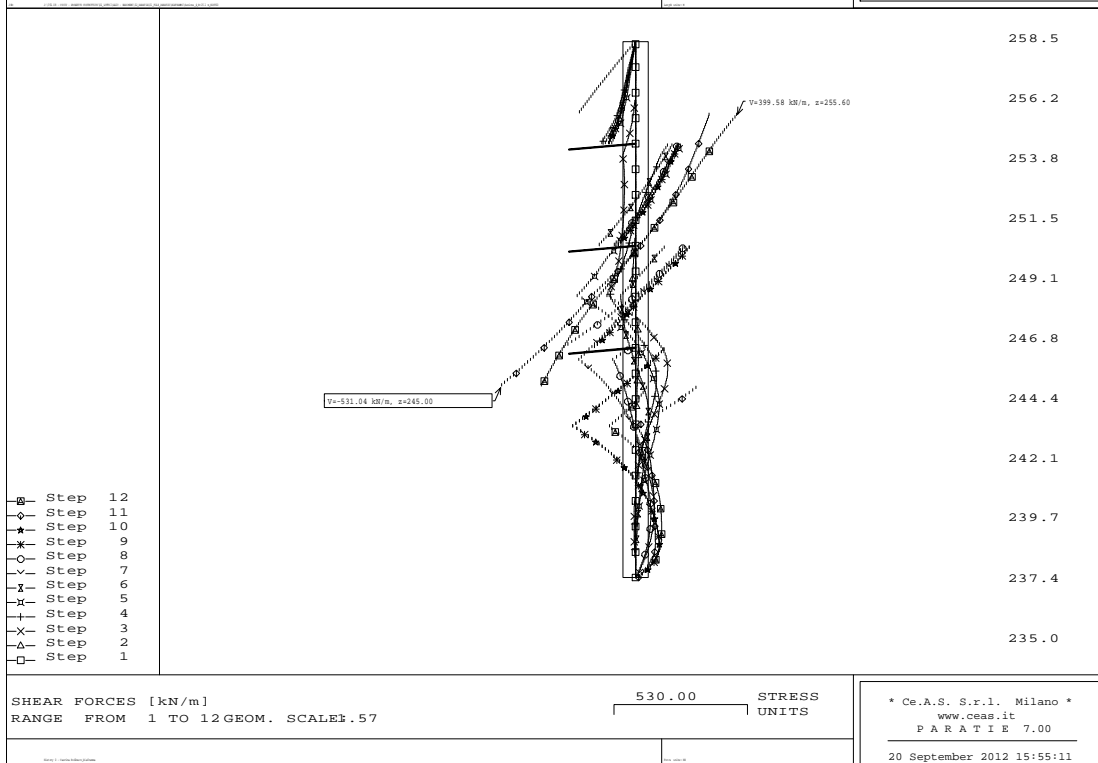 258.5
256.2
V=399.58 kN/m, z=255.60
253.8
251.5
249.1
246.8
244.4
V=-531.04 kN/m, z=245.00
242.1
239.7
237.4
235.0
Step 12
Step 11
Step 10
Step 9
Step 8
Step 7
Step 6
Step 5
Step 4
Step 3
Step 2
Step 1
SHEAR FORCES [kN/m]
RANGE FROM 1 TO 12 GEOM. SCALE .57
530.00
STRESS
UNITS
* Ce.A.S. S.r.l. Milano *
www.ceas.it
P A R A T I E 7.00
20 September 2012 15:55:11